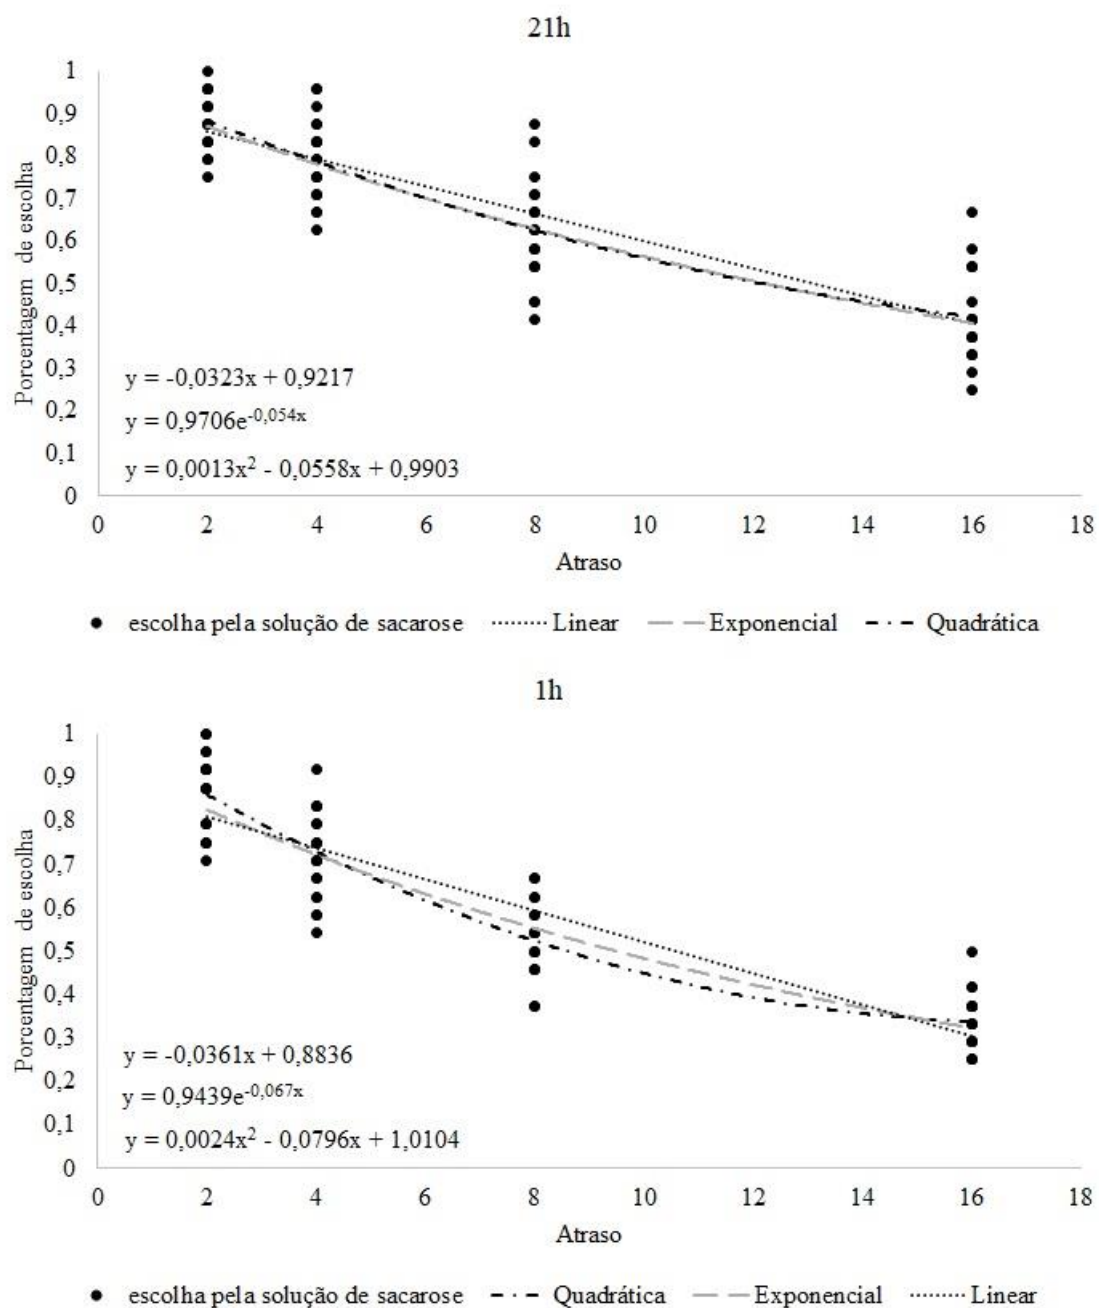 21h
Porcentagem de escolha
1
0,9
0,8
0,7
0,6
0,5
0,4
0,3
0,2
0,1
0
y = -0,0323x + 0,9217
y = 0,9706e^-0,054x
y = 0,0013x² - 0,0558x + 0,9903
0 2 4 6 8 10 12 14 16 18
Atraso
escolha pela solução de sacarose Linear Exponencial Quadrática
1h
Porcentagem de escolha
1
0,9
0,8
0,7
0,6
0,5
0,4
0,3
0,2
0,1
0
y = -0,0361x + 0,8836
y = 0,9439e^-0,067x
y = 0,0024x² - 0,0796x + 1,0104
0 2 4 6 8 10 12 14 16 18
Atraso
escolha pela solução de sacarose Quadrática Exponencial Linear